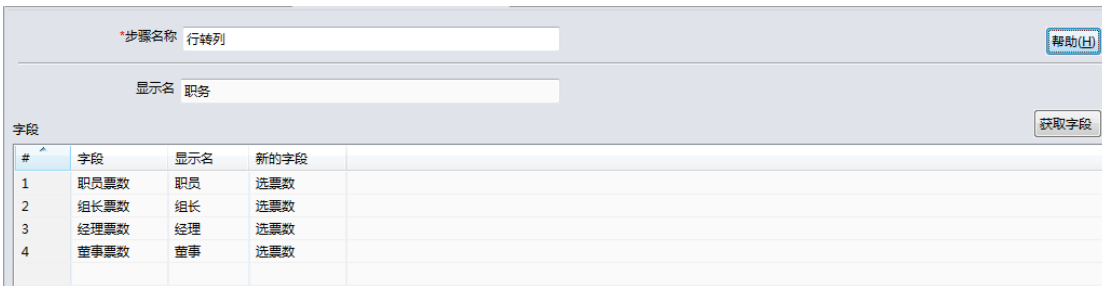 *步骤名称 行转列 帮助(H)
显示名 职务
获取字段
字段
# 字段 显示名 新的字段
1 职员票数 职员 选票数
2 组长票数 组长 选票数
3 经理票数 经理 选票数
4 董事票数 董事 选票数